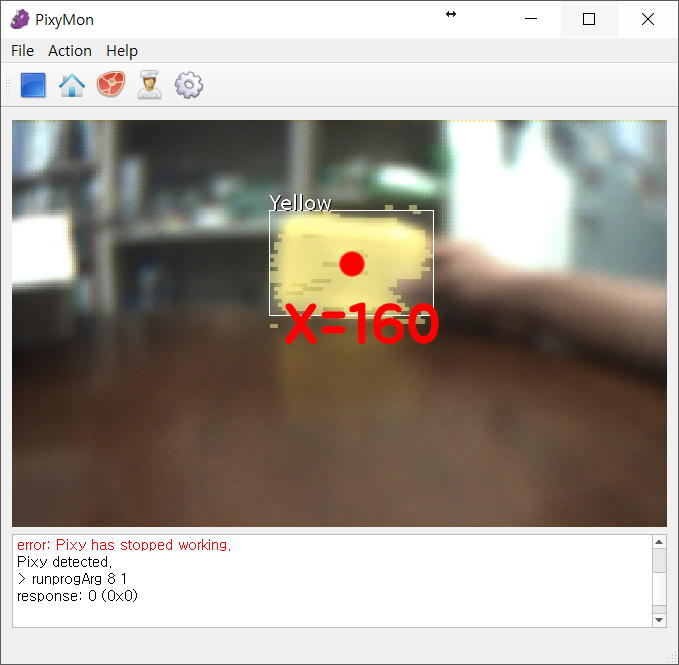 PixyMon
File Action Help
Yellow
X=160
error: Pixy has stopped working.
Pixy detected.
> runprogArg 8 1
response: 0 (0x0)